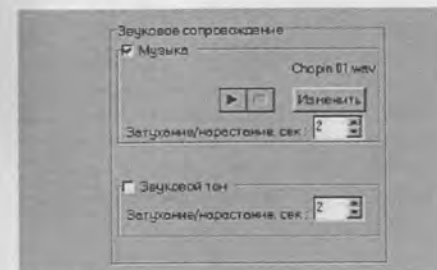 Звуковое сопровождение
Музыка
Chopin 01.wav
Изменить
Затухание/нарастание, сек.: 2
Звуковой тон
Затухание/нарастание, сек.: 2